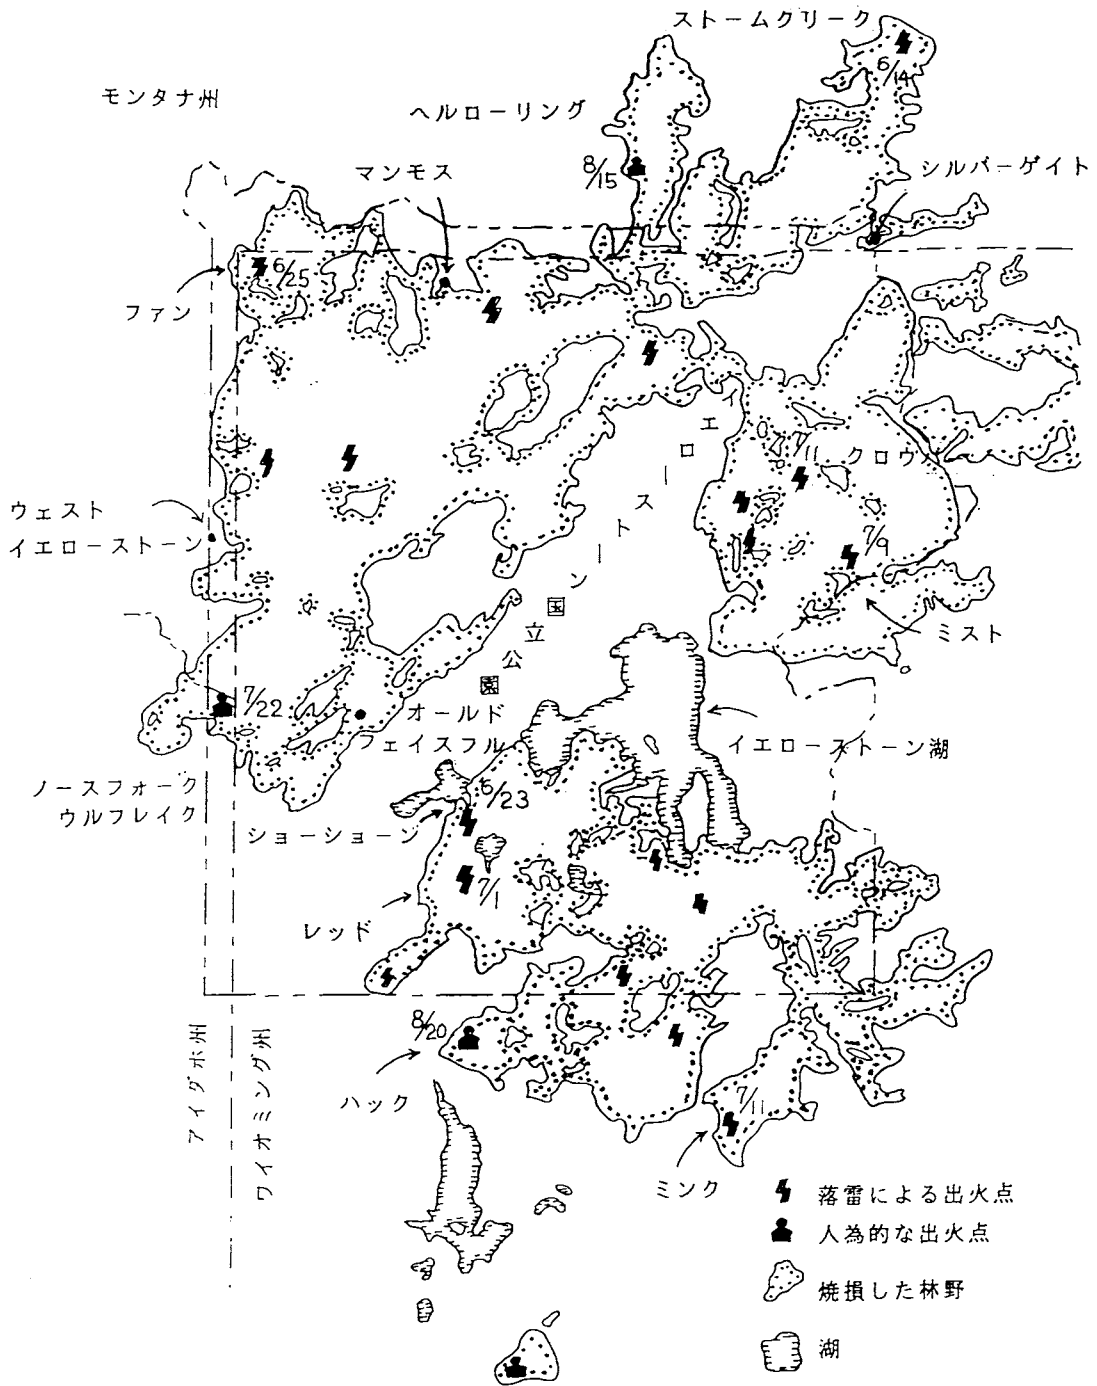 ストームクリーク
6/14
モンタナ州
ヘルローリング
8/15
マンモス
シルバーゲイト
6/25
ファン
イエローストーン国立公園
7/11
クロウ
ウェスト
イエローストーン
7/9
ミスト
7/22
オールド
フェイスフル
イエローストーン湖
ノースフォーク
ウルフレイク
6/23
ショーショーン
7/1
レッド
8/20
ハック
アイダホ州
ワイオミング州
7/11
ミンク
落雷による出火点
人為的な出火点
焼損した林野
湖